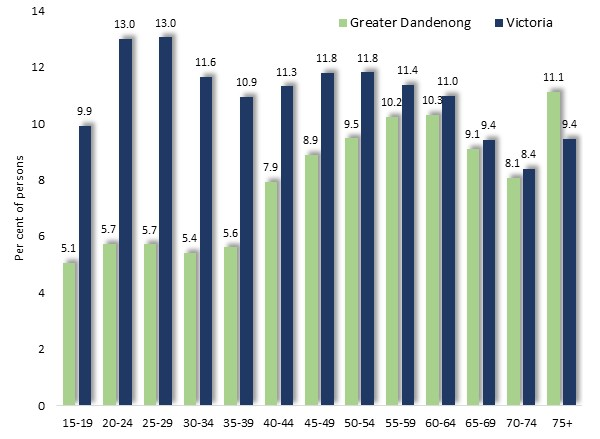 14
Greater Dandenong Victoria
13.0 13.0
12
11.6 11.8 11.8
11.3 11.4
10.9 11.0 11.1
10.2 10.3
10
9.9
9.5 9.4 9.4
8.9 9.1
8.4
8.1
8
7.9
Per cent of persons
6
5.7 5.7 5.6
5.4
5.1
4
2
0
15-19 20-24 25-29 30-34 35-39 40-44 45-49 50-54 55-59 60-64 65-69 70-74 75+